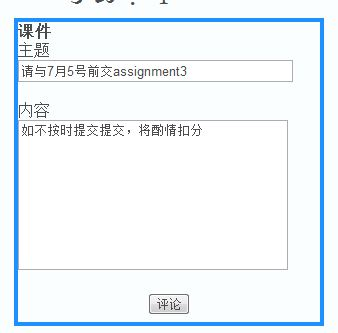 课件
主题
请与7月5号前交assignment3
内容
如不按时提交提交，将酌情扣分
评论